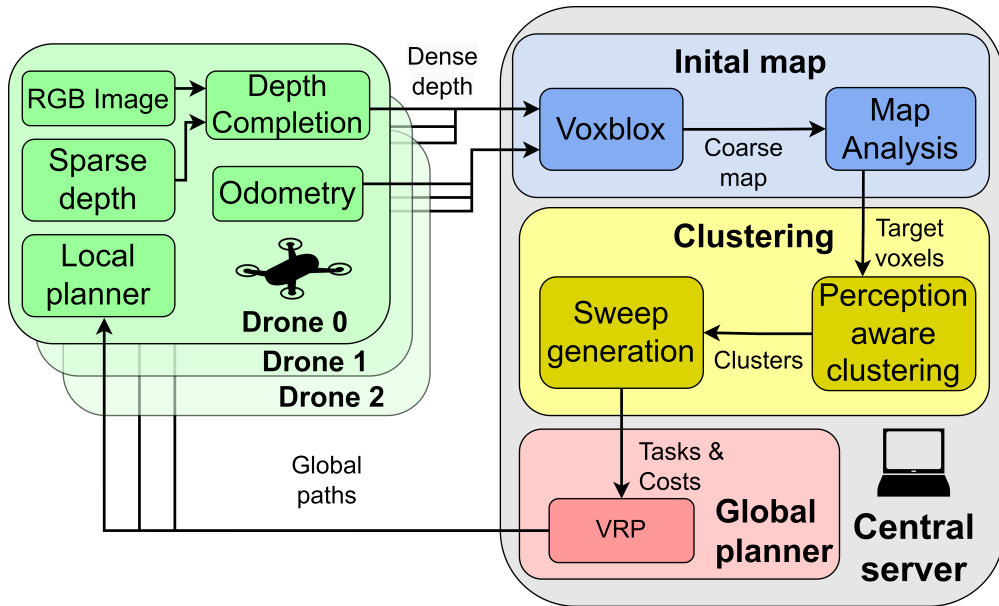 RGB Image
Depth
Completion
Sparse
depth
Odometry
Local
planner
Drone 0
Drone 1
Drone 2
Dense
depth
Inital map
Voxblox
Coarse
map
Map
Analysis
Clustering
Target
voxels
Perception
aware
clustering
Clusters
Sweep
generation
Tasks &
Costs
VRP
Global
planner
Global
paths
Central
server